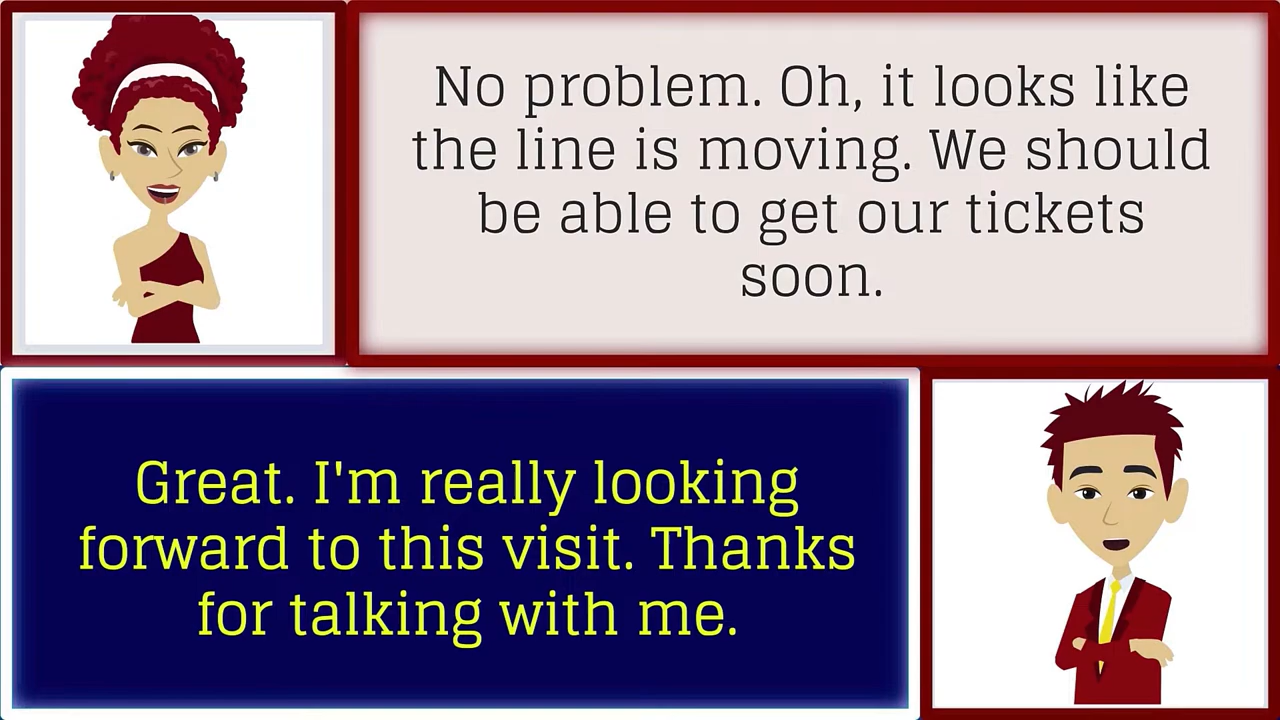 No problem. Oh, it looks like
the line is moving. We should
be able to get our tickets
soon.
Great. I'm really looking
forward to this visit. Thanks
for talking with me.